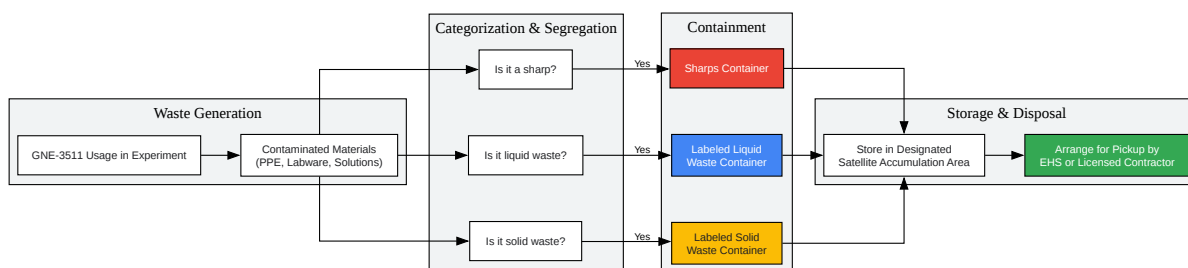 Categorization & Segregation
Containment
Is it a sharp?
Yes
Sharps Container
Waste Generation
Storage & Disposal
GNE-3511 Usage in Experiment
Contaminated Materials
(PPE, Labware, Solutions)
Is it liquid waste?
Yes
Labeled Liquid
Waste Container
Store in Designated
Satellite Accumulation Area
Arrange for Pickup by
EHS or Licensed Contractor
Is it solid waste?
Yes
Labeled Solid
Waste Container